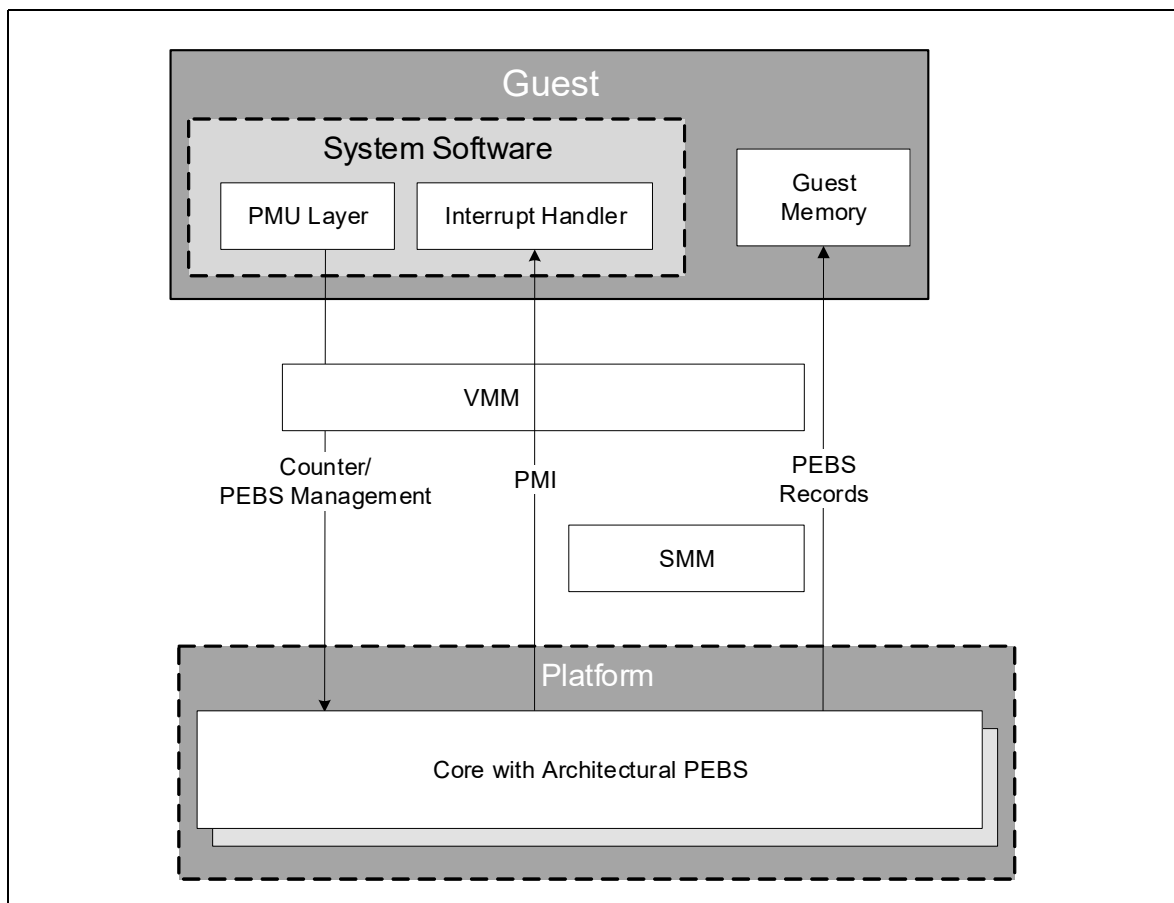 Guest
System Software
PMU Layer
Interrupt Handler
Guest
Memory
VMM
Counter/
PEBS Management
PMI
PEBS
Records
SMM
Platform
Core with Architectural PEBS